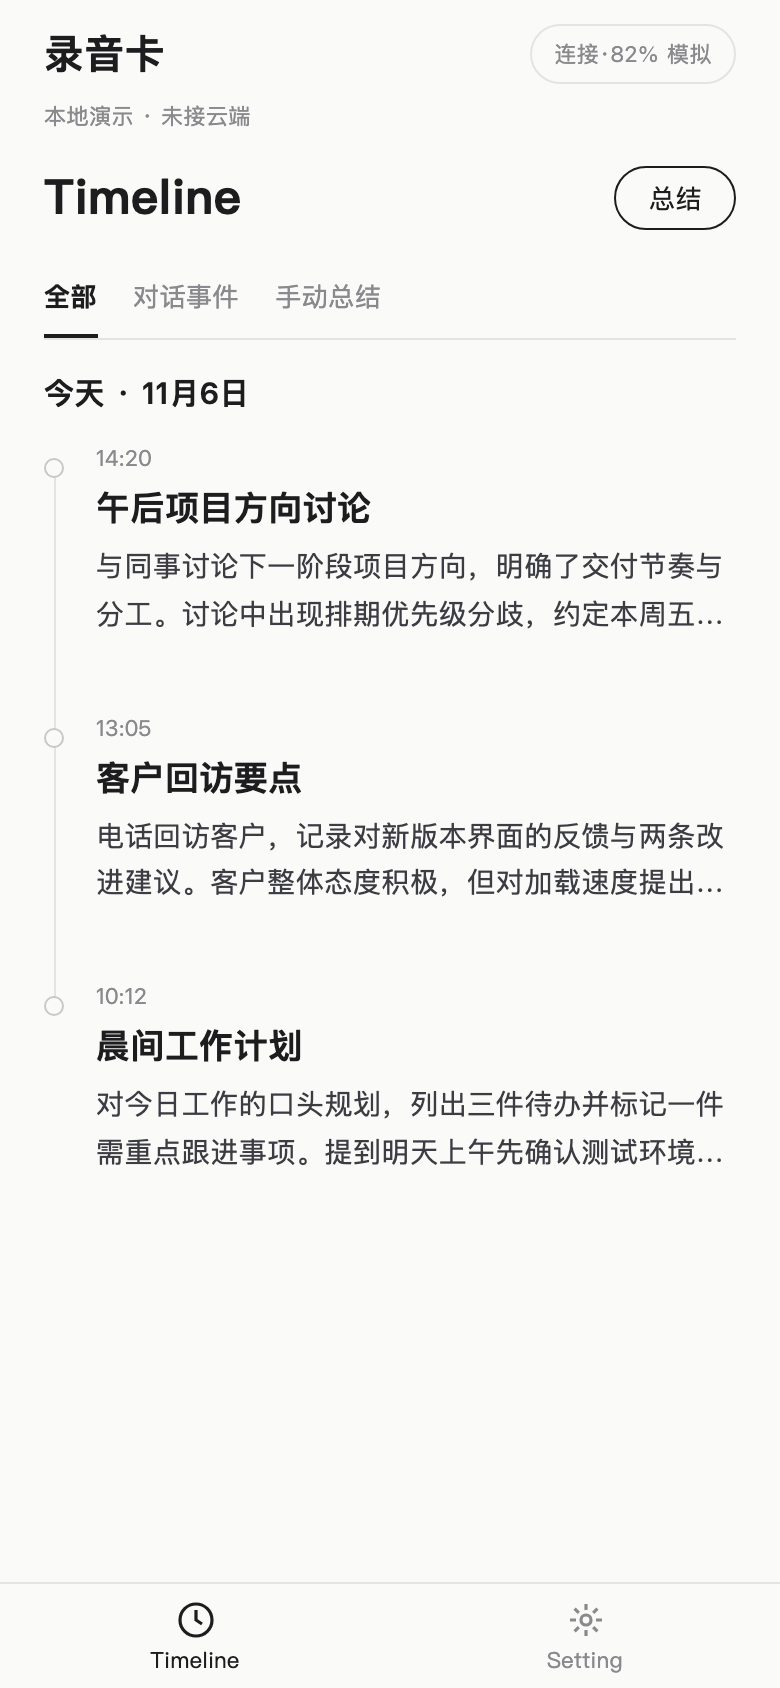 录音卡
连接·82% 模拟
本地演示 · 未接云端
Timeline
总结
全部 对话事件 手动总结
今天 · 11月6日
14:20
午后项目方向讨论
与同事讨论下一阶段项目方向，明确了交付节奏与
分工。讨论中出现排期优先级分歧，约定本周五...
13:05
客户回访要点
电话回访客户，记录对新版本界面的反馈与两条改
进建议。客户整体态度积极，但对加载速度提出...
10:12
晨间工作计划
对今日工作的口头规划，列出三件待办并标记一件
需重点跟进事项。提到明天上午先确认测试环境...
Timeline
Setting